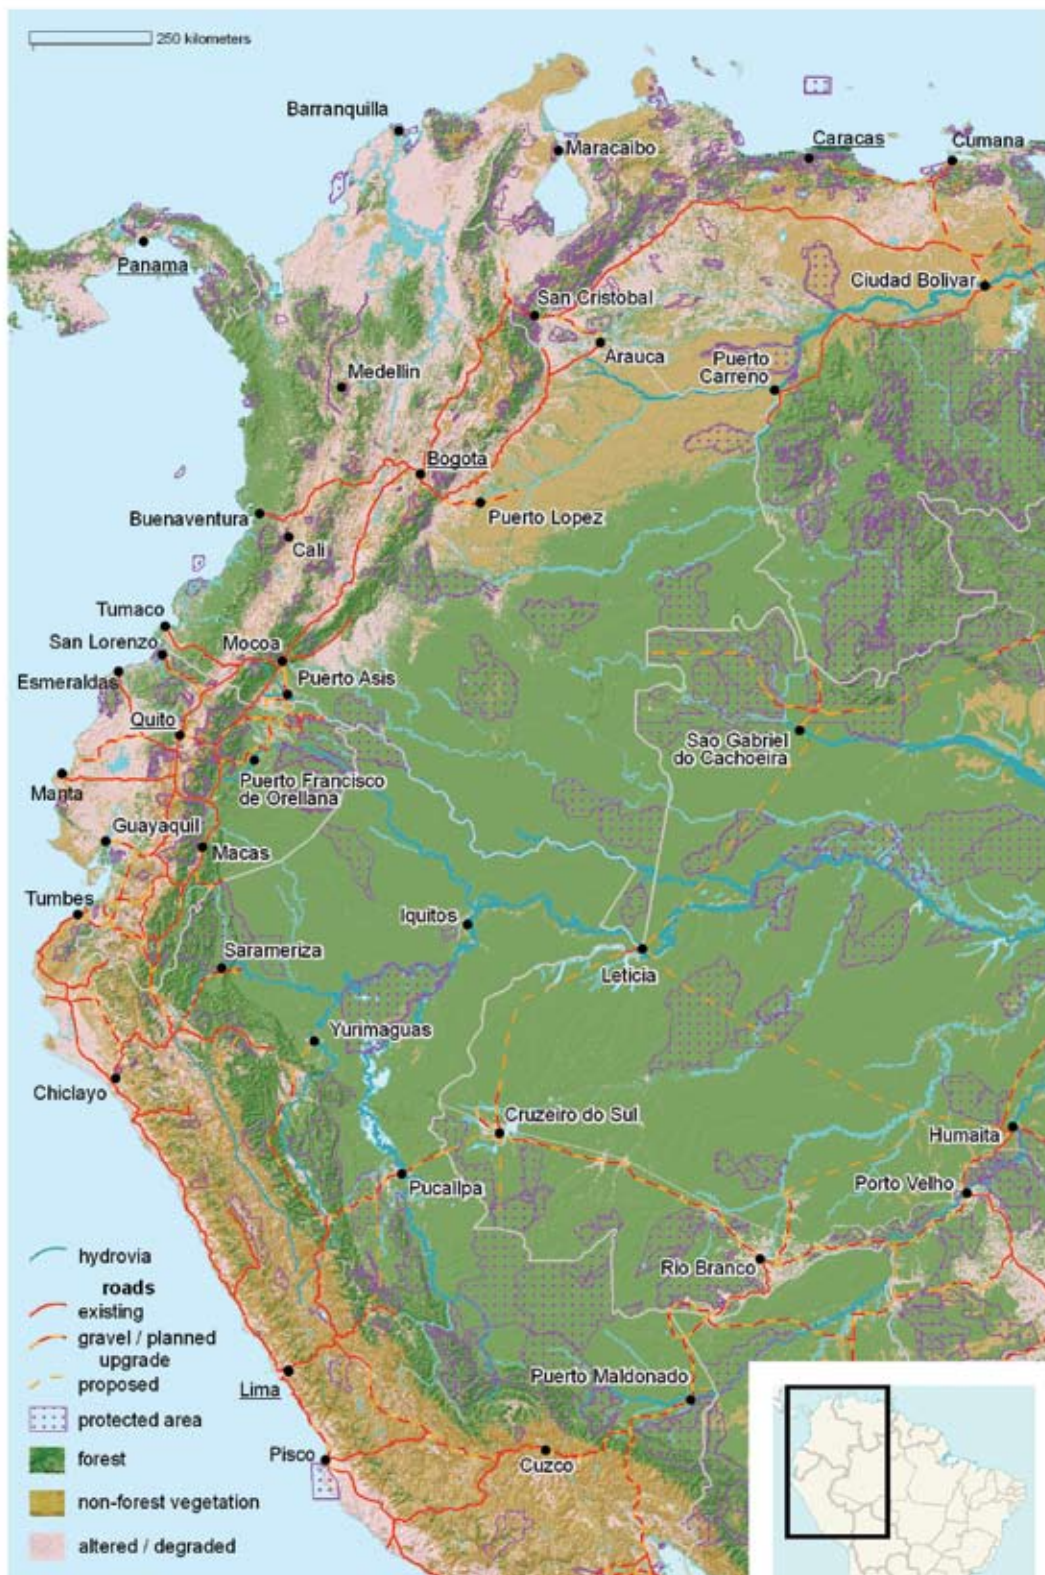 250 kilometers
Barranquilla
Maracaibo
Caracas
Cumana
Panama
Ciudad Bolivar
San Cristobal
Arauca
Puerto
Carreno
Medellin
Bogota
Buenaventura
Puerto Lopez
Cali
Tumaco
San Lorenzo
Mocoa
Esmeraldas
Puerto Asis
Quito
Sao Gabriel
do Cachoeira
Manta
Puerto Francisco
de Orellana
Guayaquil
Macas
Tumbes
Iquitos
Sarameriza
Leticia
Yurimaguas
Chiclayo
Cruzeiro do Sul
Humaita
Pucallpa
Porto Velho
Rio Branco
Puerto Maldonado
Lima
Pisco
Cuzco
hydrovia
roads
existing
gravel / planned
upgrade
proposed
protected area
forest
non-forest vegetation
altered / degraded